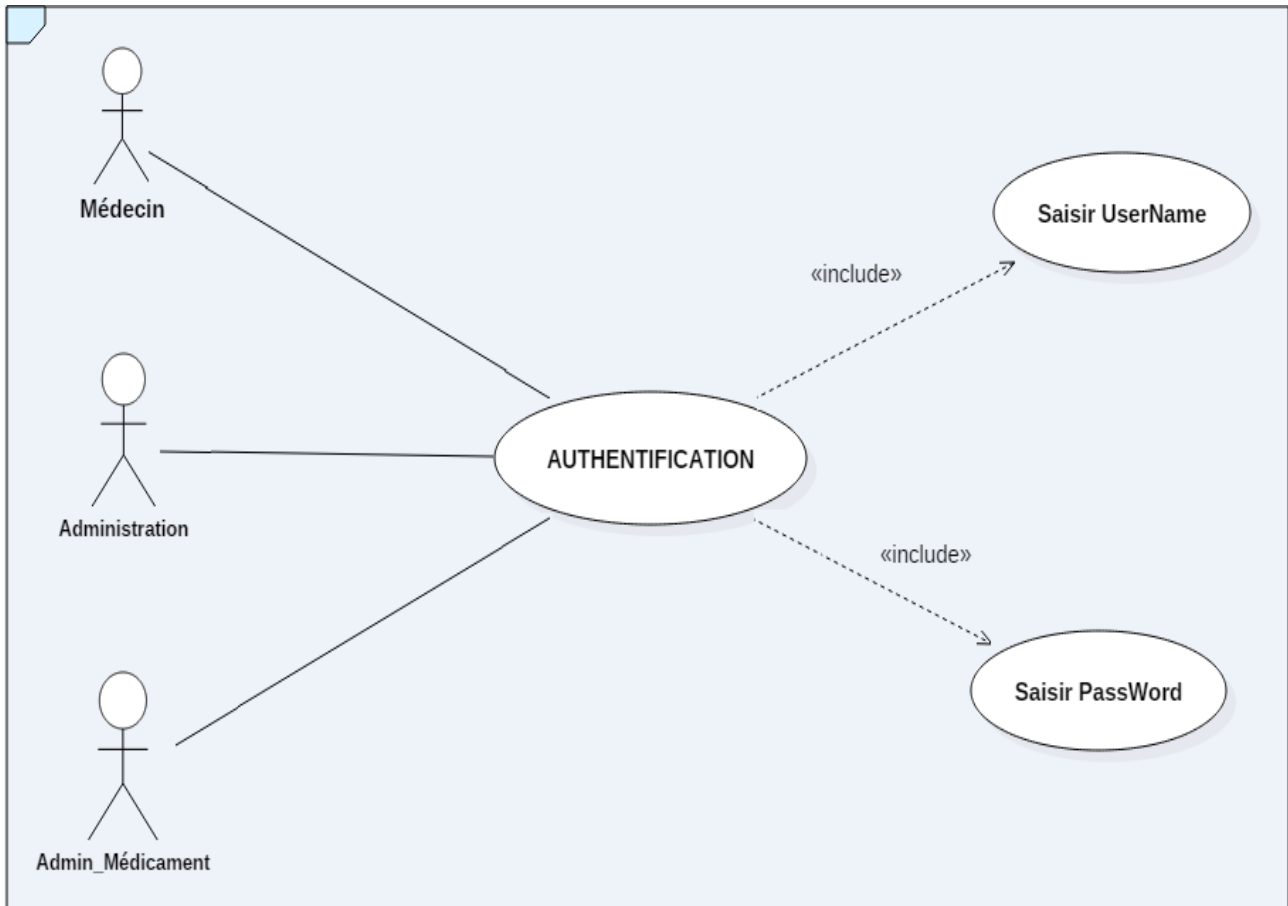 Médecin
Saisir UserName
«include»
Administration
AUTHENTIFICATION
«include»
Saisir PassWord
Admin_Médicament